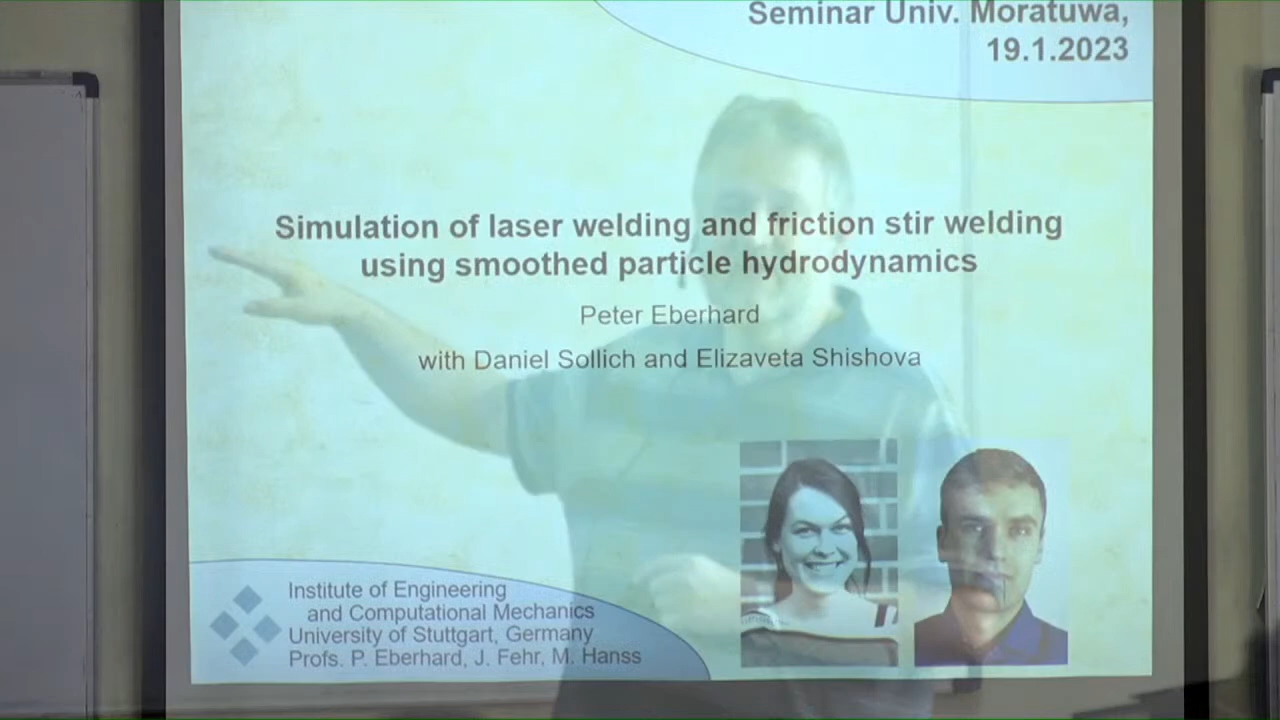 Seminar Univ. Moratuwa,
19.1.2023
Simulation of laser welding and friction stir welding
using smoothed particle hydrodynamics
Peter Eberhard
with Daniel Sollich and Elizaveta Shishova
Institute of Engineering
and Computational Mechanics
University of Stuttgart, Germany
Profs. P. Eberhard, J. Fehr, M. Hanss